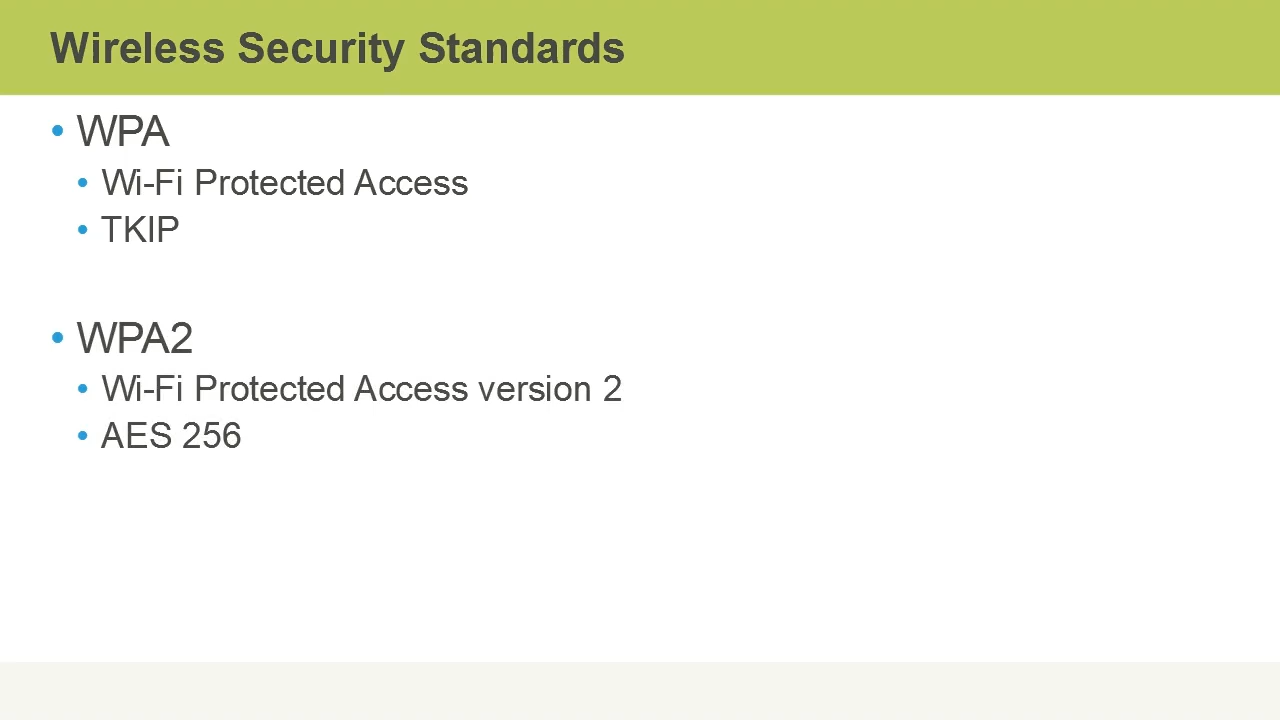 Wireless Security Standards
• WPA
• Wi-Fi Protected Access
• TKIP
• WPA2
• Wi-Fi Protected Access version 2
• AES 256